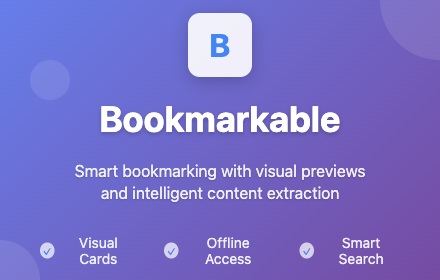 B
Bookmarkable
Smart bookmarking with visual previews
and intelligent content extraction
Visual
Cards
Offline
Access
Smart
Search